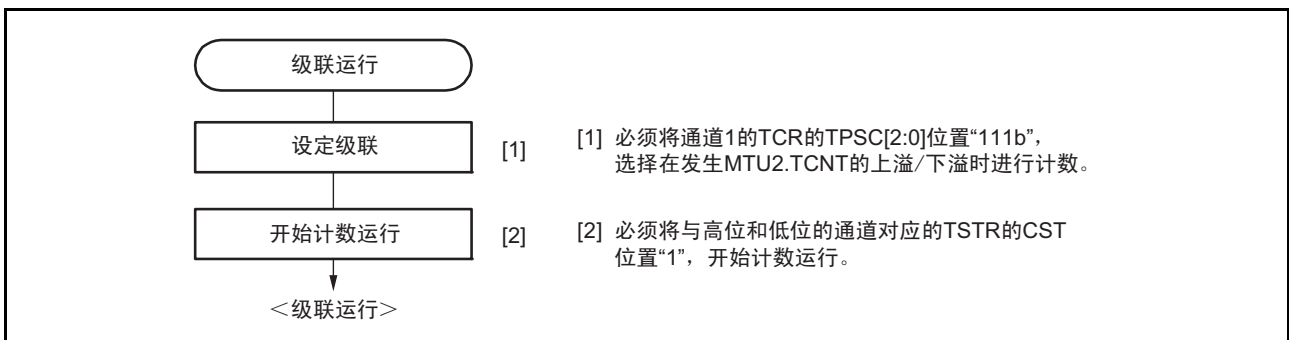 级联运行
设定级联
[1]
[1] 必须将通道1的TCR的TPSC[2:0]位置“111b”,
选择在发生MTU2.TCNT的上溢/下溢时进行计数。
开始计数运行
[2]
[2] 必须将与高位和低位的通道对应的TSTR的CST
位置“1”，开始计数运行。
＜级联运行＞